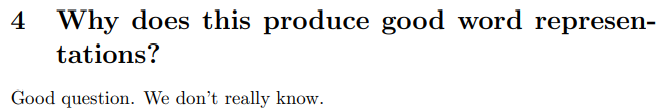 4 Why does this produce good word represen-
tations?
Good question. We don't really know.